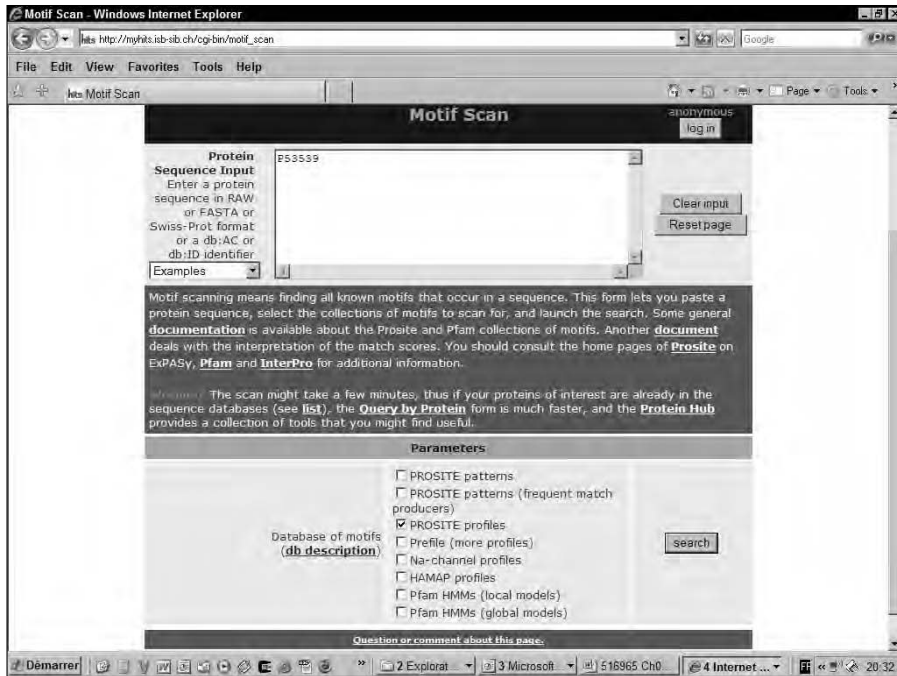 Motif Scan - Windows Internet Explorer
hits http://myhits.isb-sib.ch/cgi-bin/motif_scan
Google
File Edit View Favorites Tools Help
hits Motif Scan
Page Tools
Motif Scan
anonymous
log in
Protein
Sequence Input
Enter a protein
sequence in RAW
or FASTA or
Swiss-Prot format
or a db:AC or
db:ID identifier
Examples
P53539
Clear input
Reset page
Motif scanning means finding all known motifs that occur in a sequence. This form lets you paste a
protein sequence, select the collections of motifs to scan for, and launch the search. Some general
documentation is available about the Prosite and Pfam collections of motifs. Another document
deals with the interpretation of the match scores. You should consult the home pages of Prosite on
ExPASy, Pfam and InterPro for additional information.
The scan might take a few minutes, thus if your proteins of interest are already in the
sequence databases (see list), the Query by Protein form is much faster, and the Protein Hub
provides a collection of tools that you might find useful.
Parameters
Database of motifs
(db description)
PROSITE patterns
PROSITE patterns (frequent match
producers)
PROSITE profiles
Prefile (more profiles)
Na-channel profiles
HAMAP profiles
Pfam HMMs (local models)
Pfam HMMs (global models)
search
Question or comment about this page.
Démarrer » 2 Explorat 3 Microsoft 516965 Ch0 4 Internet ... FR « 20:32